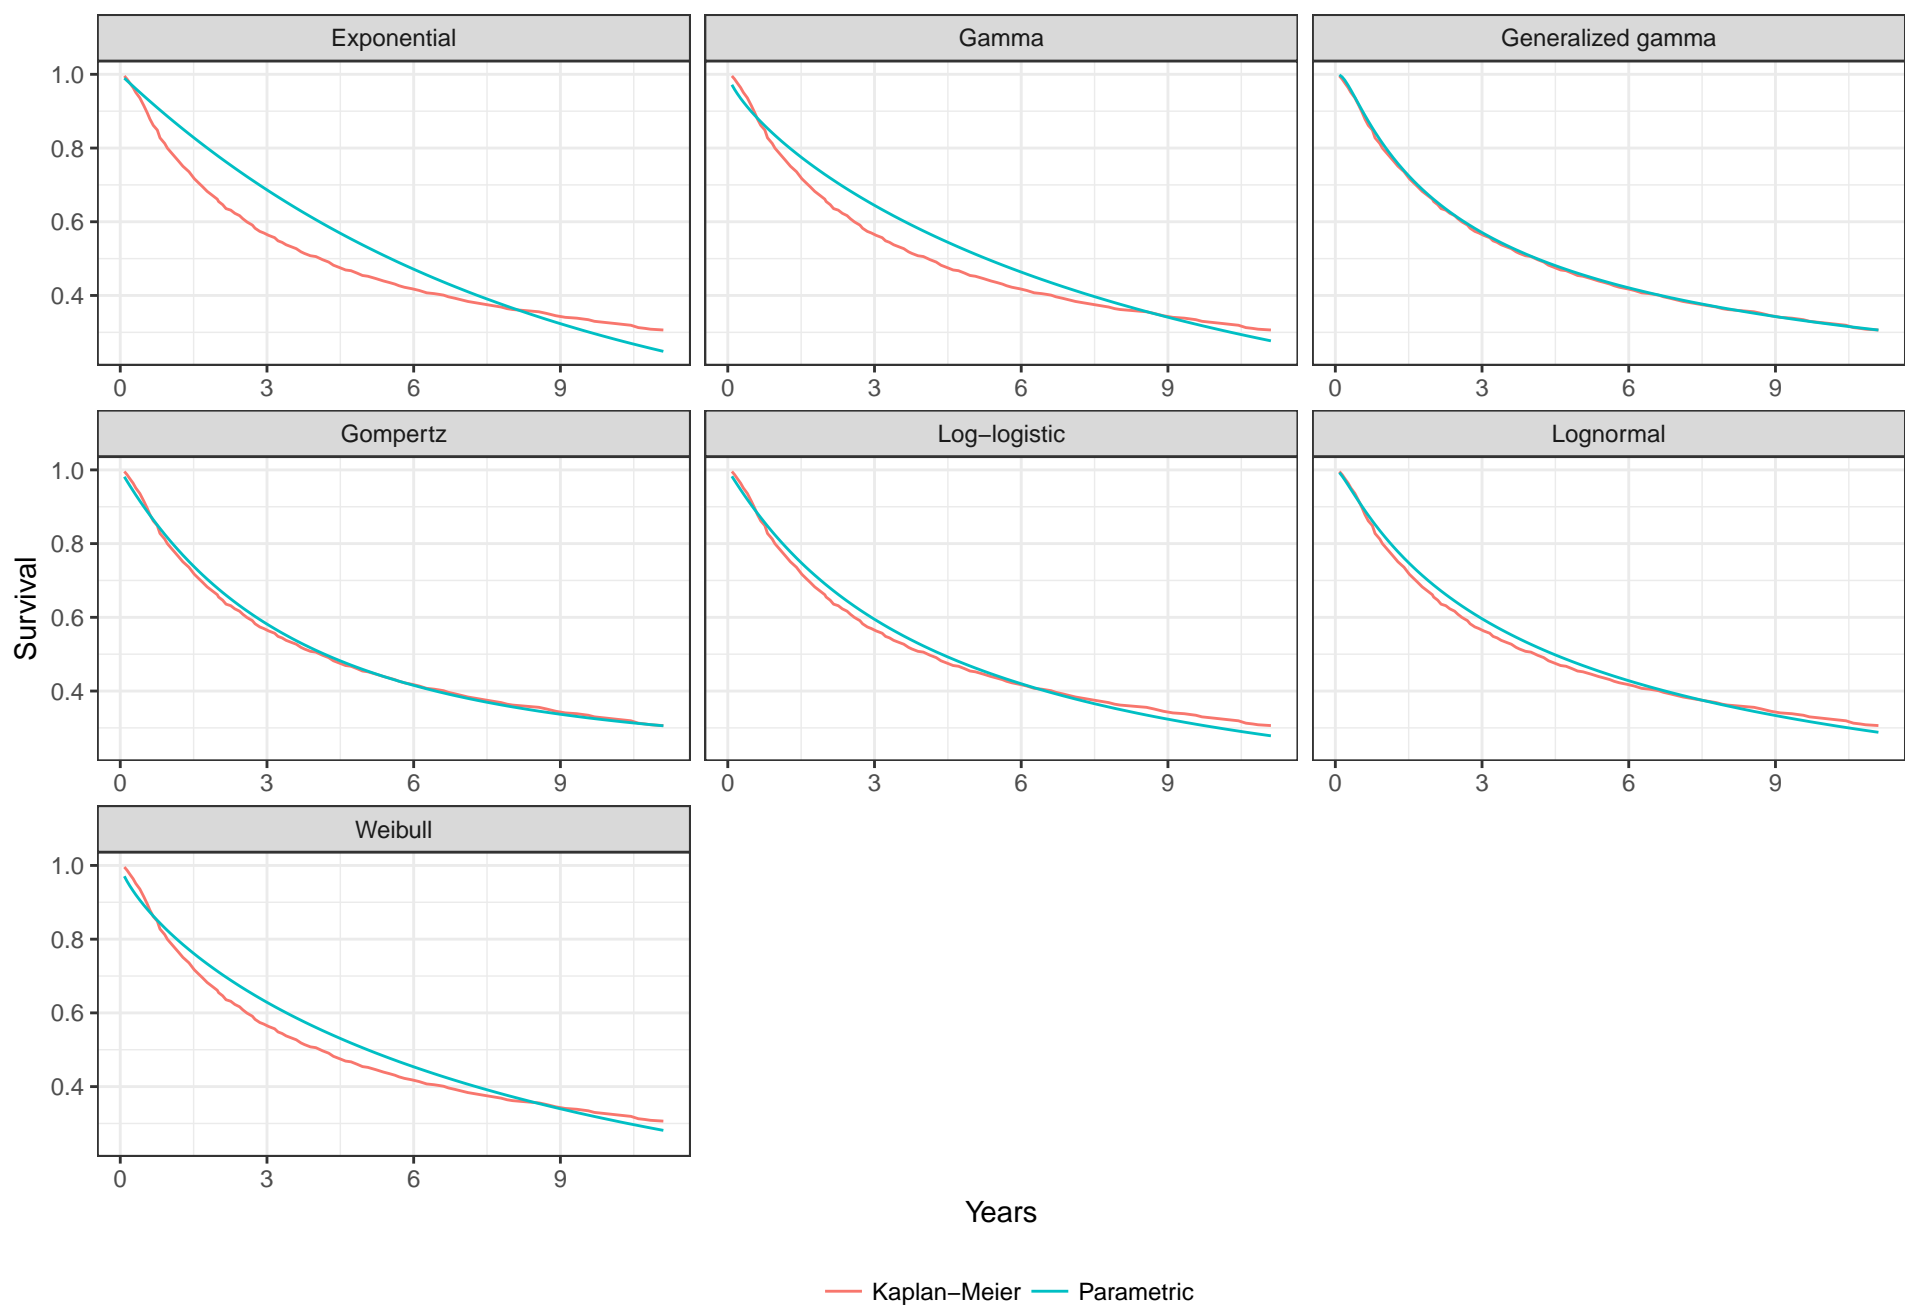 Exponential
Gamma
Generalized gamma
1.0
0.8
0.6
0.4
0 3 6 9
0 3 6 9
0 3 6 9
Gompertz
Log−logistic
Lognormal
1.0
0.8
0.6
0.4
0 3 6 9
0 3 6 9
0 3 6 9
Survival
Weibull
1.0
0.8
0.6
0.4
0 3 6 9
Years
Kaplan−Meier Parametric